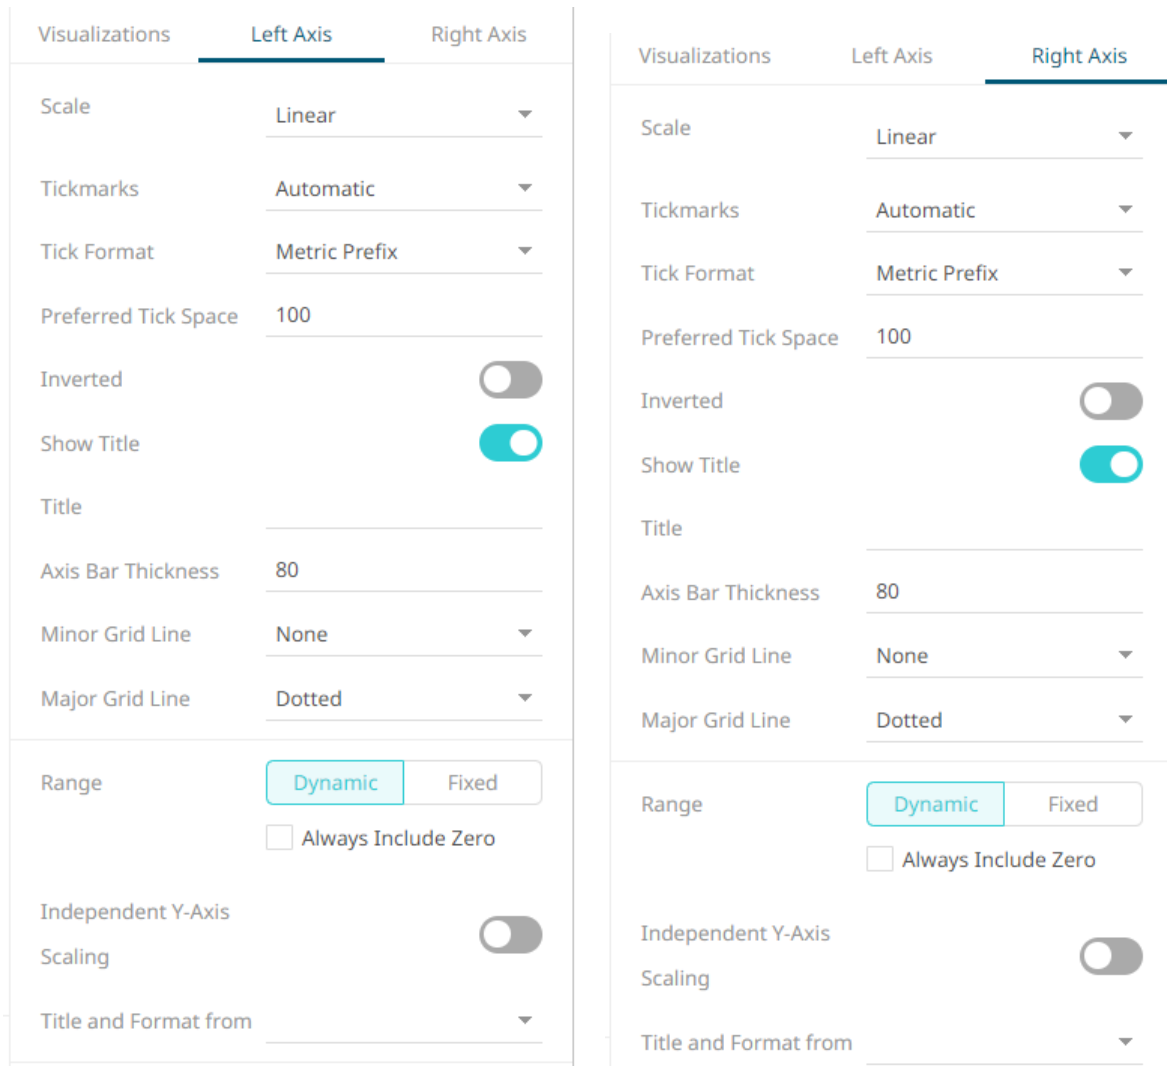 Visualizations Left Axis Right Axis
Scale Linear
Tickmarks Automatic
Tick Format Metric Prefix
Preferred Tick Space 100
Inverted
Show Title
Title
Axis Bar Thickness 80
Minor Grid Line None
Major Grid Line Dotted
Range Dynamic Fixed
Always Include Zero
Independent Y-Axis
Scaling
Title and Format from
Visualizations Left Axis Right Axis
Scale Linear
Tickmarks Automatic
Tick Format Metric Prefix
Preferred Tick Space 100
Inverted
Show Title
Title
Axis Bar Thickness 80
Minor Grid Line None
Major Grid Line Dotted
Range Dynamic Fixed
Always Include Zero
Independent Y-Axis
Scaling
Title and Format from